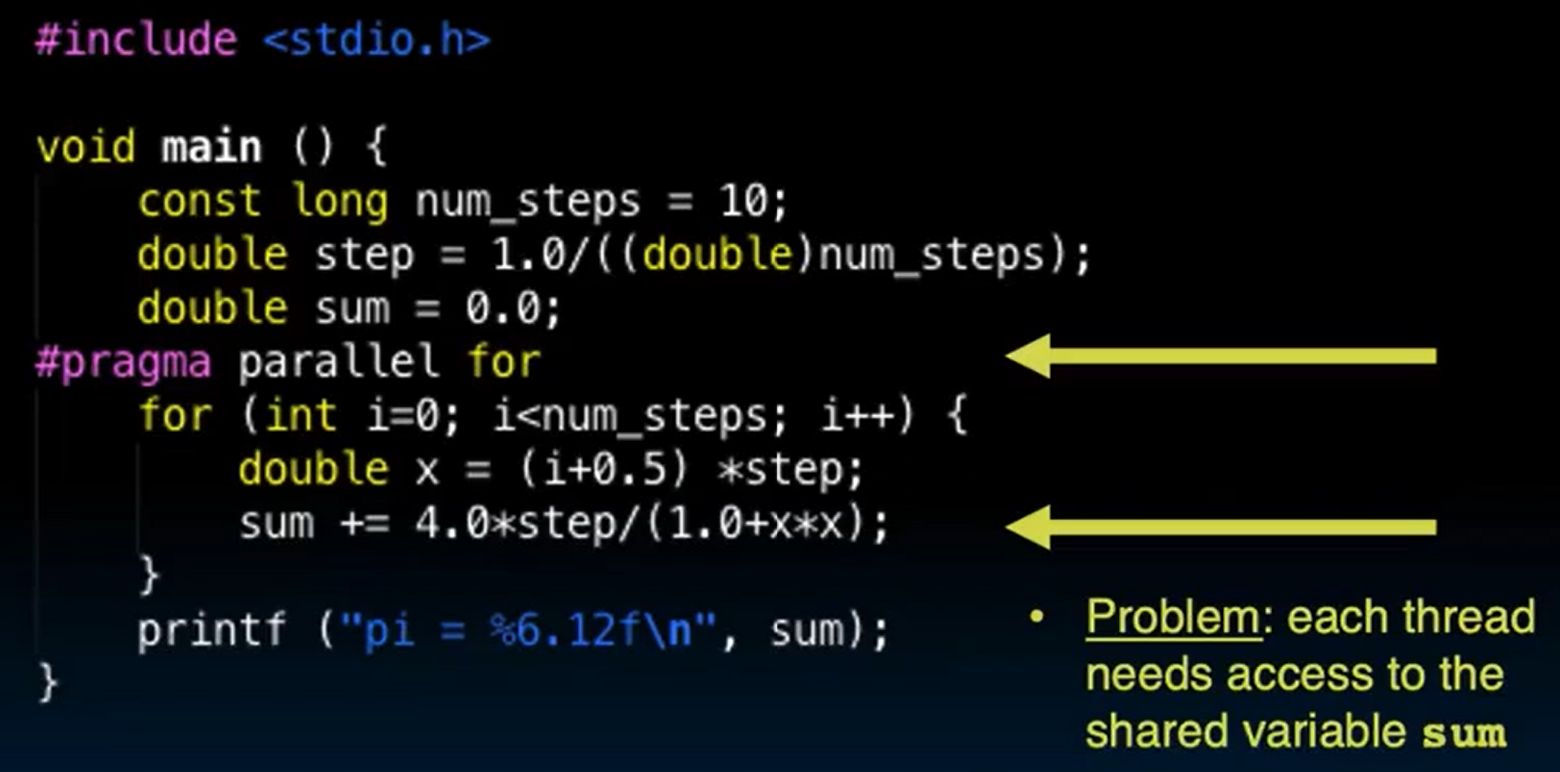 #include <stdio.h>
void main () {
const long num_steps = 10;
double step = 1.0/((double)num_steps);
double sum = 0.0;
#pragma parallel for
for (int i=0; i<num_steps; i++) {
double x = (i+0.5) *step;
sum += 4.0*step/(1.0+x*x);
}
printf ("pi = %6.12f\n", sum);
}
• Problem: each thread
needs access to the
shared variable sum